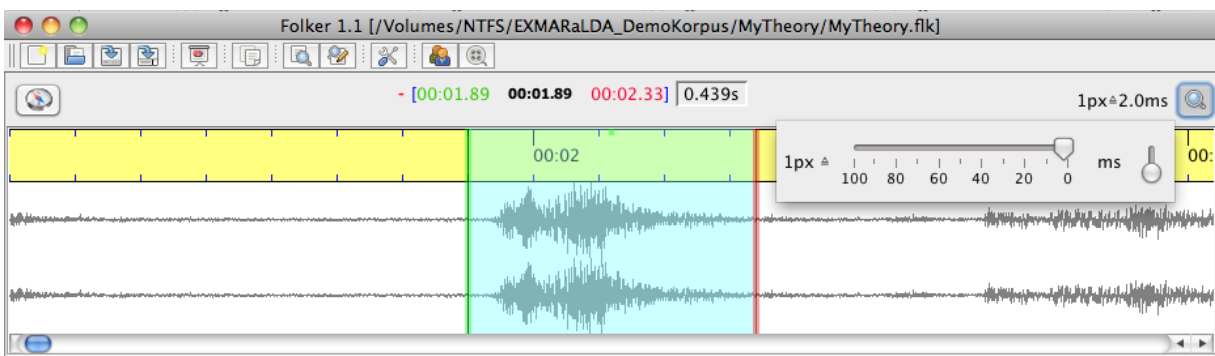 Folker 1.1 [/Volumes/NTFS/EXMARaLDA_DemoKorpus/MyTheory/MyTheory.flk]
- [00:01.89 00:01.89 00:02.33] 0.439s 1px≙2.0ms
00:02 00:
1px ≙ ms
100 80 60 40 20 0